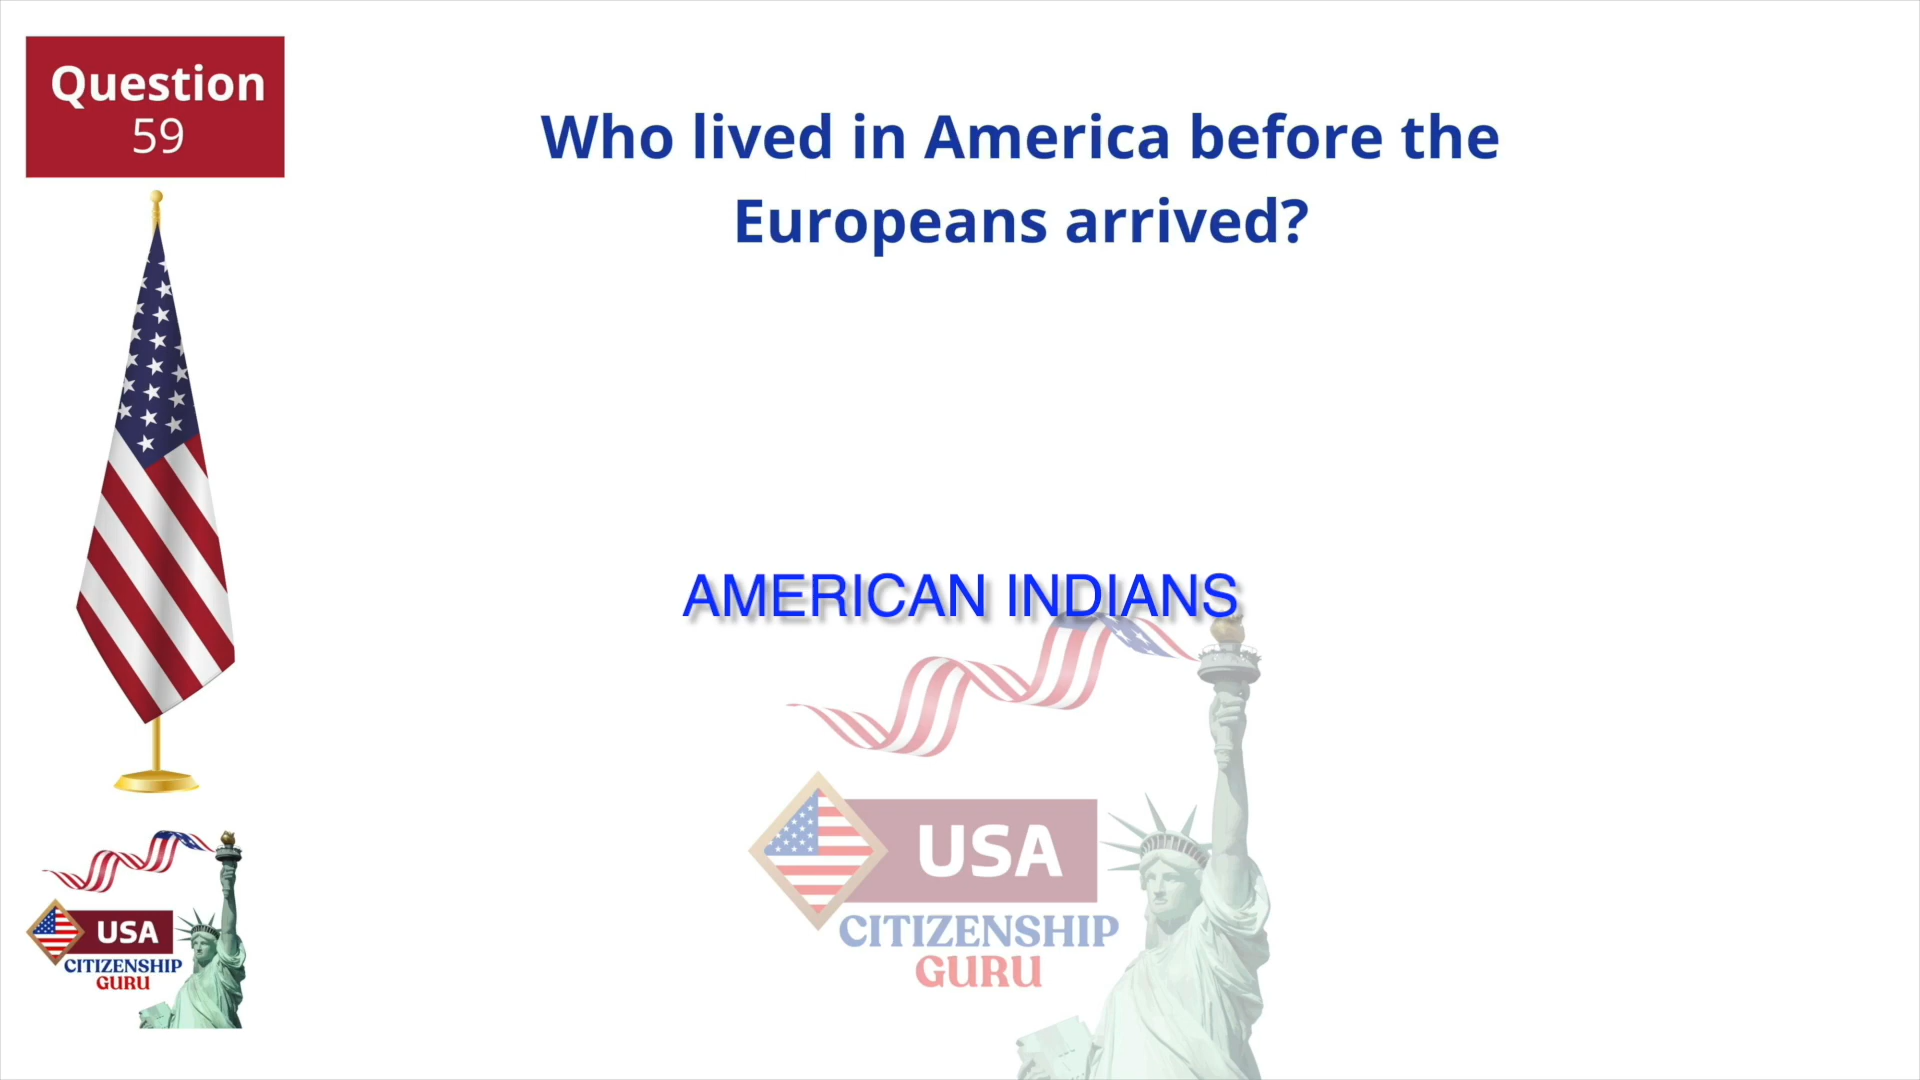 Question
59
Who lived in America before the
Europeans arrived?
AMERICAN INDIANS
USA
CITIZENSHIP
GURU
USA
CITIZENSHIP
GURU